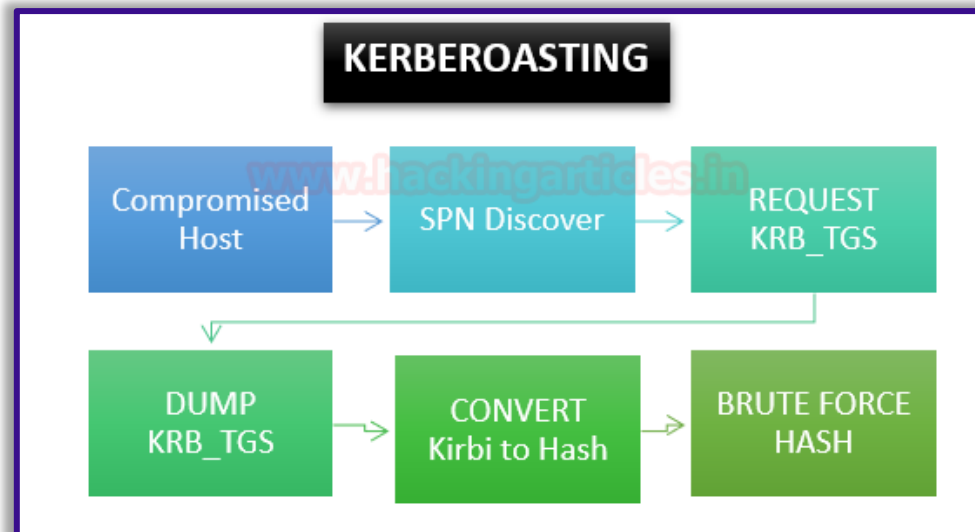 KERBEROASTING
www.hackingarticles.in
Compromised
Host
SPN Discover
REQUEST
KRB_TGS
DUMP
KRB_TGS
CONVERT
Kirbi to Hash
BRUTE FORCE
HASH